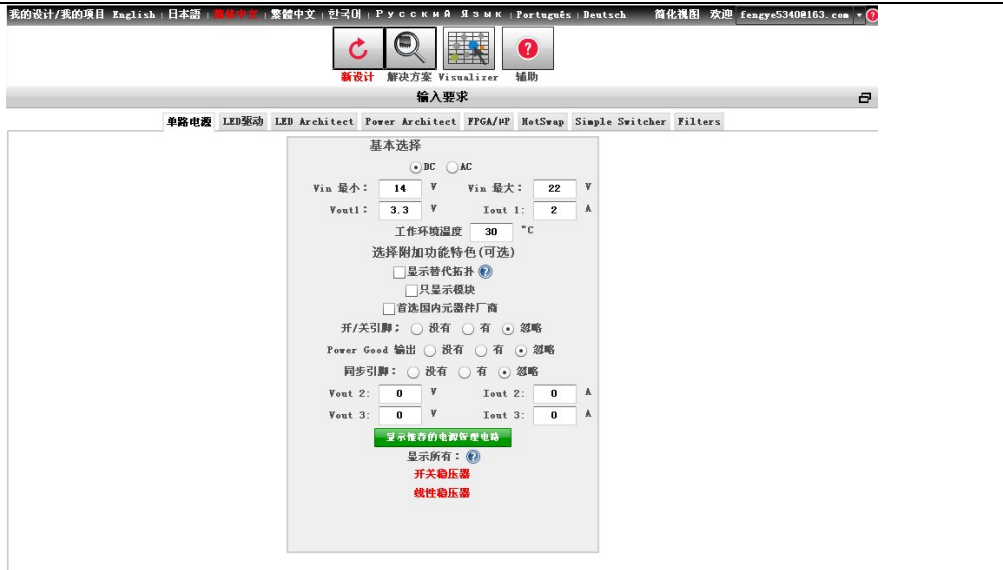 我的设计/我的项目 English | 日本語 | 简体中文 | 繁體中文 | 한국어 | Русский Язык | Português | Deutsch 简化视图 欢迎 fengye5340@163.com
新设计 解决方案 Visualizer 辅助
输入要求
单路电源 LED驱动 LED Architect Power Architect FPGA/µP HotSwap Simple Switcher Filters
基本选择
DC AC
Vin 最小: 14 V Vin 最大: 22 V
Vout1: 3.3 V Iout 1: 2 A
工作环境温度 30 °C
选择附加功能特色(可选)
显示替代拓扑 ?
只显示模块
首选国内元器件厂商
开/关引脚: 没有 有 忽略
Power Good 输出 没有 有 忽略
同步引脚: 没有 有 忽略
Vout 2: 0 V Iout 2: 0 A
Vout 3: 0 V Iout 3: 0 A
显示推荐的电源管理电路
显示所有: ?
开关稳压器
线性稳压器